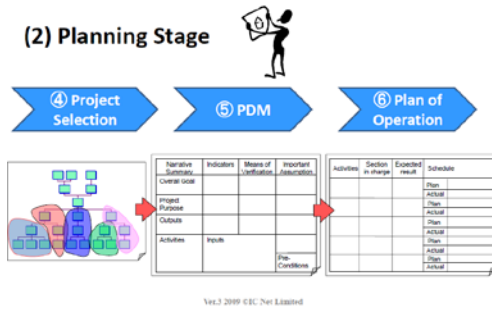 (2) Planning Stage
④ Project
Selection
⑤ PDM
⑥ Plan of
Operation
Narrative
Summary
Indicators
Means of
Verification
Important
Assumption
Overall Goal
Project
Purpose
Outputs
Activities
Inputs
Pre-
Conditions
Activities
Section
in charge
Expected
result
Schedule
Plan
Actual
Plan
Actual
Plan
Actual
Plan
Actual
Plan
Actual
Ver.3 2009 ©IC Net Limited